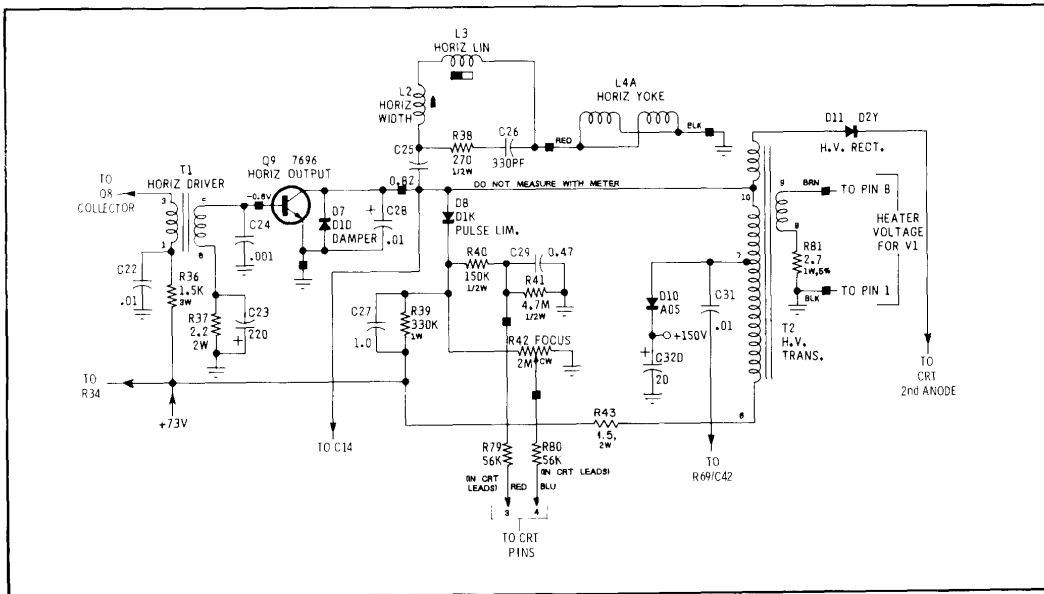 L3
HORIZ LIN
L2
HORIZ
WIDTH
L4A
HORIZ YOKE
RED
BLK
R38
270
1/2W
C26
330PF
C25
0.82
D11 D2Y
H.V. RECT.
T1
HORIZ DRIVER
TO
Q8
COLLECTOR
3
1
Q9 7696
HORIZ OUTPUT
-0.6V
C24
.001
D7
D1D
DAMPER
+
C28
.01
DO NOT MEASURE WITH METER
D8
D1K
PULSE LIM.
10
9
BRN
TO PIN 8
HEATER
VOLTAGE
FOR V1
R81
2.7
1W,5%
BLK
TO PIN 1
C22
.01
R36
1.5K
3W
R37
2.2
2W
C23
220
+
C27
1.0
R39
330K
1W
R40
150K
1/2W
C29 0.47
R41
4.7M
1/2W
R42 FOCUS
2M
CW
D10
A05
+150V
+
C32D
20
C31
.01
7
T2
H.V.
TRANS.
TO
CRT
2nd ANODE
TO
R34
+73V
TO C14
R43
1.5,
2W
6
R79
56K
(IN CRT
LEADS)
RED
R80
56K
(IN CRT LEADS)
BLU
3 4
TO CRT
PINS
TO
R69/C42